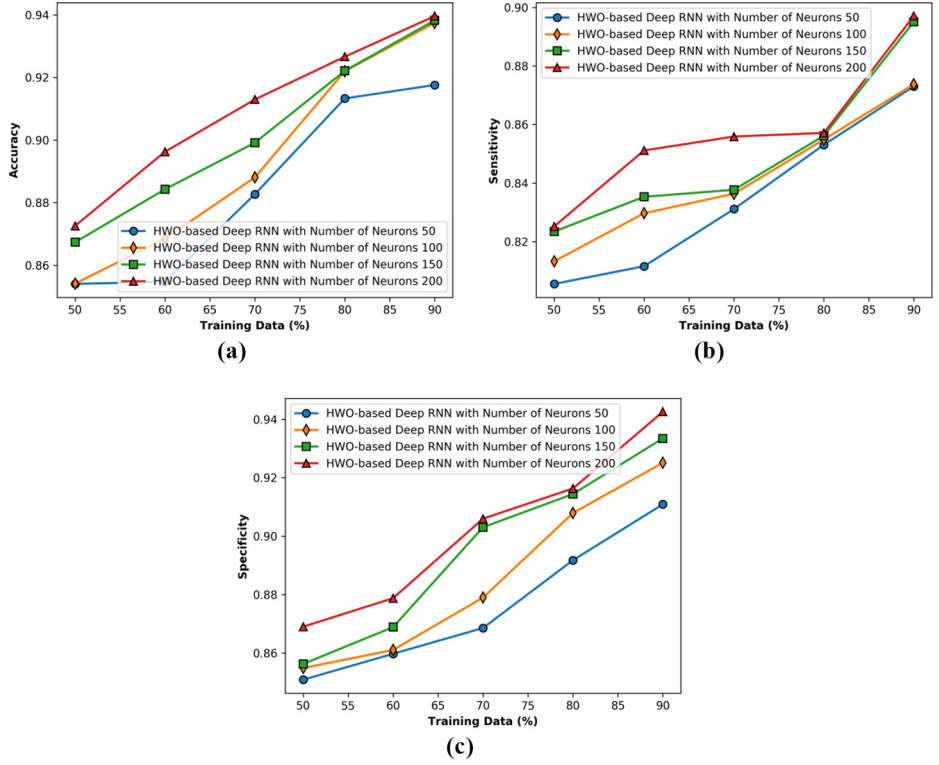 0.94
0.92
0.90
0.88
0.86
Accuracy
HWO-based Deep RNN with Number of Neurons 50
HWO-based Deep RNN with Number of Neurons 100
HWO-based Deep RNN with Number of Neurons 150
HWO-based Deep RNN with Number of Neurons 200
50 55 60 65 70 75 80 85 90
Training Data (%)
(a)
0.90
0.88
0.86
0.84
0.82
Sensitivity
HWO-based Deep RNN with Number of Neurons 50
HWO-based Deep RNN with Number of Neurons 100
HWO-based Deep RNN with Number of Neurons 150
HWO-based Deep RNN with Number of Neurons 200
50 55 60 65 70 75 80 85 90
Training Data (%)
(b)
0.94
0.92
0.90
0.88
0.86
Specificity
HWO-based Deep RNN with Number of Neurons 50
HWO-based Deep RNN with Number of Neurons 100
HWO-based Deep RNN with Number of Neurons 150
HWO-based Deep RNN with Number of Neurons 200
50 55 60 65 70 75 80 85 90
Training Data (%)
(c)